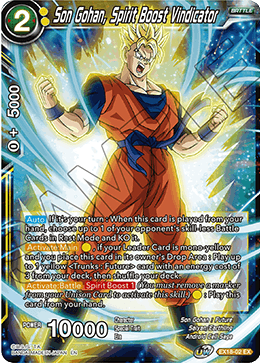 Son Gohan, Spirit Boost Vindicator
BATTLE
2
0 + 5000
Auto If it's your turn : When this card is played from your
hand, choose up to 1 of your opponent's skill-less Battle
Cards in Rest Mode and KO it.
Activate Main 1 , if your Leader Card is mono-yellow
and you place this card in its owner's Drop Area : Play up
to 1 yellow <Trunks: Future> card with an energy cost of
from your deck, then shuffle your deck.
Activate: Battle Spirit Boost 1 (You must remove a marker
from your Unison Card to activate this skill.) : Play this
card from your hand.
POWER 10000
Character Son Gohan : Future
Special Trait Saiyan Earthling
Era Android Cell Saga
EX18-02 EX